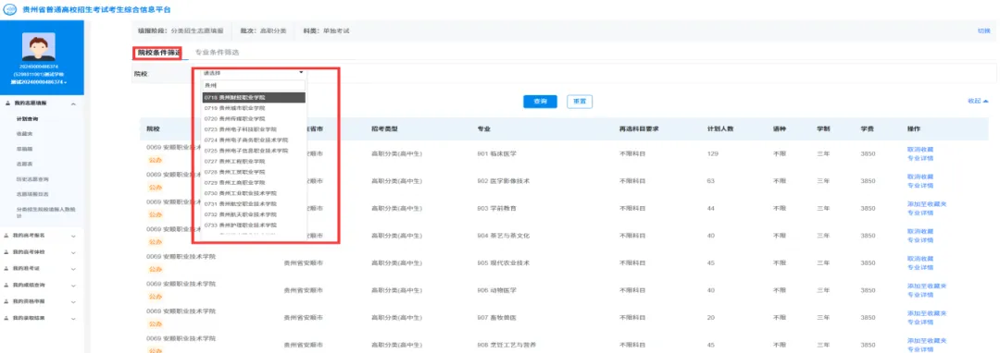 贵州省普通高校招生考试考生综合信息平台
填报阶段：分类招生志愿填报 批次：高职分类 科类：单独考试 切换
院校条件筛选 专业条件筛选
院校： 请选择
贵州
0718 贵州财经职业学院
0719 贵州城市职业学院
0720 贵州传媒职业学院
0723 贵州电子科技职业学院
0724 贵州电子商务职业技术学院
0725 贵州电子信息职业技术学院
0727 贵州工程职业学院
0728 贵州工贸职业学院
0729 贵州工商职业学院
0730 贵州工业职业技术学院
0731 贵州航空职业技术学院
0732 贵州航天职业技术学院
0733 贵州护理职业技术学院
查询 重置 收起
我的志愿填报
计划查询
收藏表
草稿箱
志愿表
历史志愿查询
志愿填报日志
分类招生院校填报人数统计
我的高考报名
我的高考体检
我的准考证
我的成绩查询
我的资格申报
我的录取结果
院校 省市 招考类型 专业 再选科目要求 计划人数 语种 学制 学费 操作
0069 安顺职业技术 公办 贵州省安顺市 高职分类(高中生) 901 临床医学 不限科目 129 不限 三年 3850 取消收藏 专业详情
0069 安顺职业技术 公办 安顺市 高职分类(高中生) 902 医学影像技术 不限科目 63 不限 三年 3850 取消收藏 专业详情
0069 安顺职业技术 公办 安顺市 高职分类(高中生) 903 学前教育 不限科目 44 不限 三年 3850 添加至收藏夹 专业详情
0069 安顺职业技术 公办 安顺市 高职分类(高中生) 904 茶艺与茶文化 不限科目 40 不限 三年 3850 取消收藏 专业详情
0069 安顺职业技术学院 公办 贵州省安顺市 高职分类(高中生) 905 现代农业技术 不限科目 45 不限 三年 3850 取消收藏 专业详情
0069 安顺职业技术学院 公办 贵州省安顺市 高职分类(高中生) 906 动物医学 不限科目 40 不限 三年 3850 添加至收藏夹 专业详情
0069 安顺职业技术学院 公办 贵州省安顺市 高职分类(高中生) 907 畜牧兽医 不限科目 20 不限 三年 3850 添加至收藏夹 专业详情
0069 安顺职业技术学院 公办 贵州省安顺市 高职分类(高中生) 908 烹饪工艺与营养 不限科目 45 不限 三年 3850 添加至收藏夹 专业详情